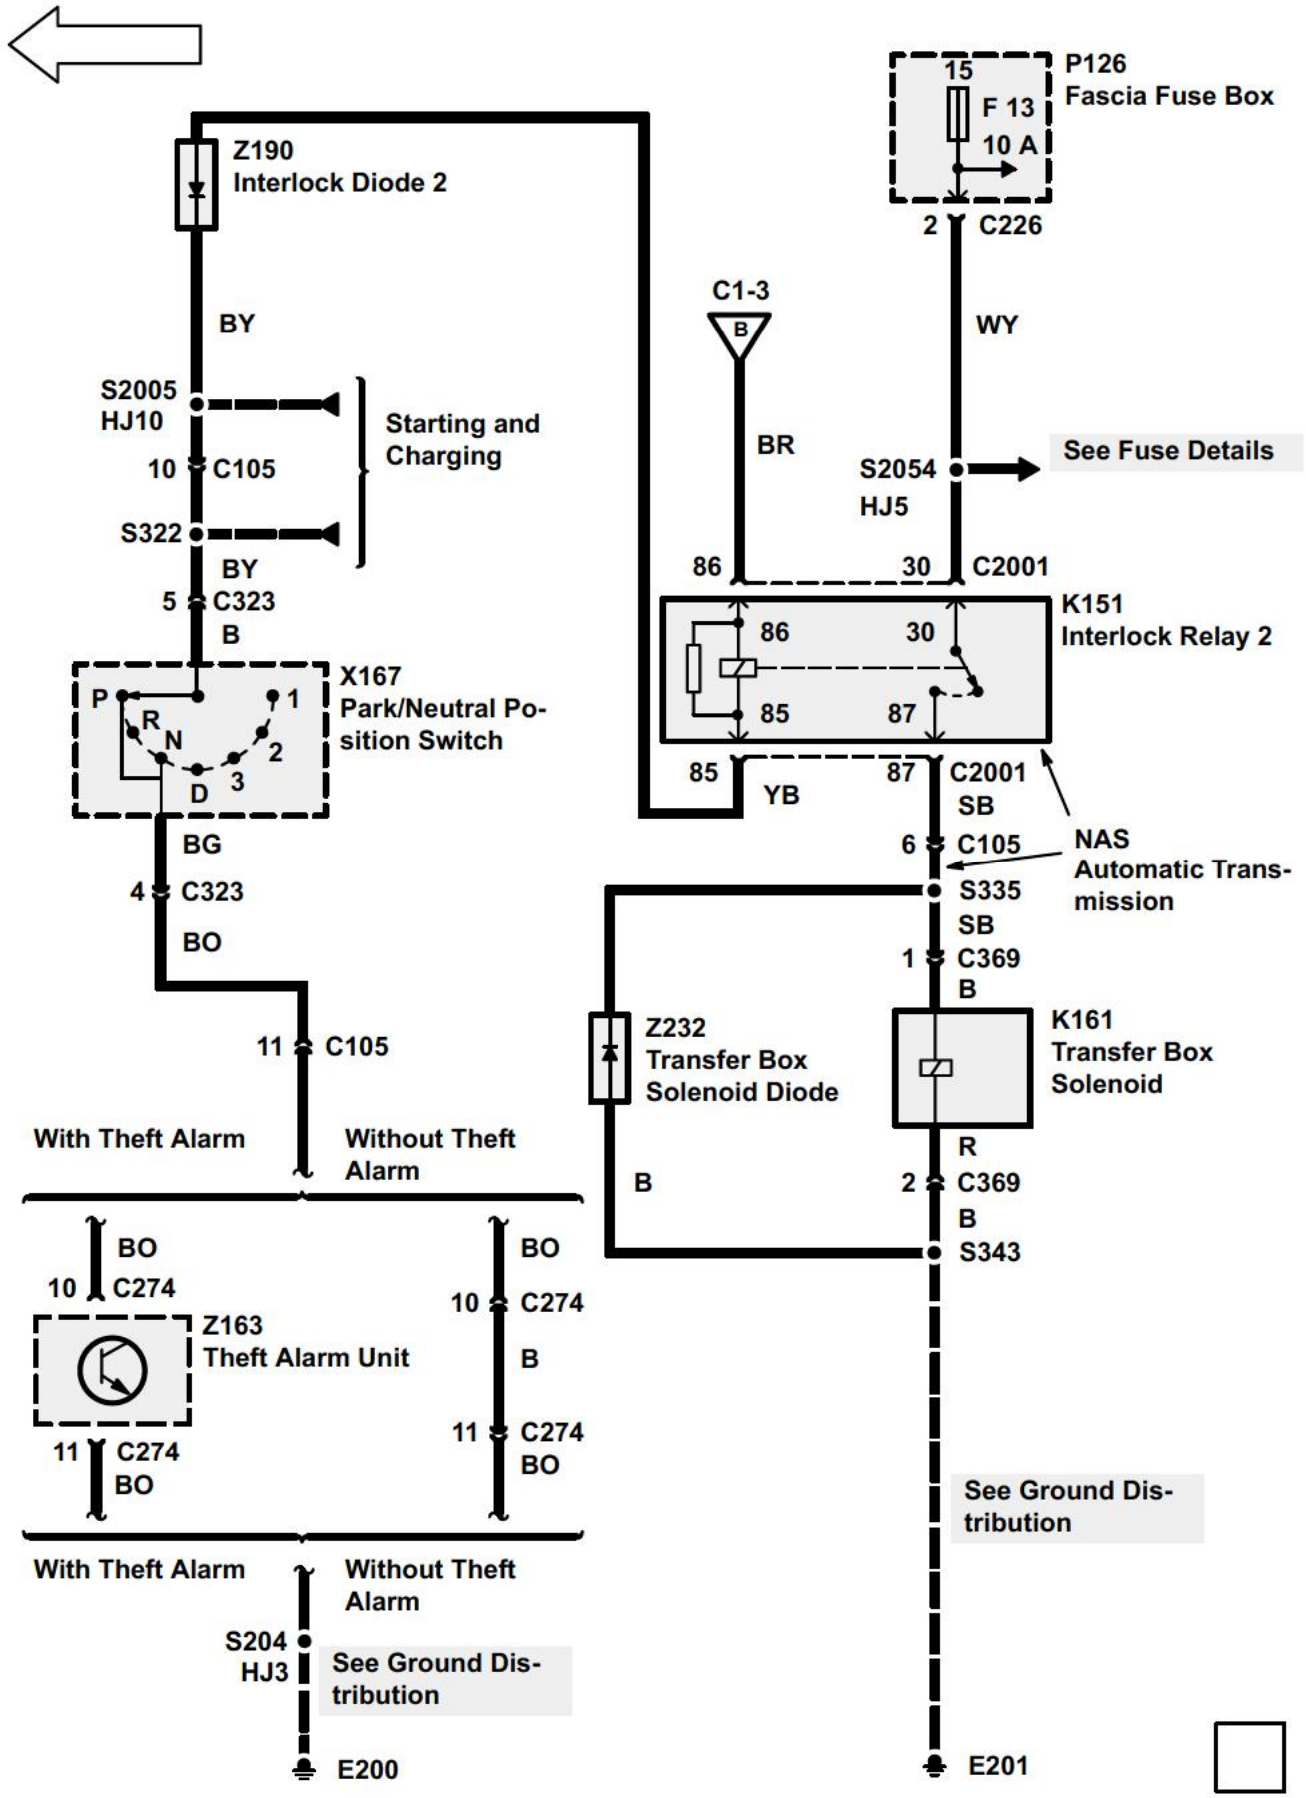 P126
Fascia Fuse Box
15
F 13
10 A
2 C226
WY
Z190
Interlock Diode 2
BY
S2005
HJ10
10 C105
S322
BY
5 C323
B
Starting and
Charging
C1-3
B
BR
S2054
HJ5
See Fuse Details
86 30 C2001
K151
Interlock Relay 2
86 30
85 87
85 87 C2001
YB
SB
6 C105
NAS
Automatic Trans-
mission
S335
SB
1 C369
B
X167
Park/Neutral Po-
sition Switch
P
R
N
D
3
2
1
BG
4 C323
BO
11 C105
Z232
Transfer Box
Solenoid Diode
B
K161
Transfer Box
Solenoid
R
2 C369
B
S343
With Theft Alarm
Without Theft
Alarm
BO
10 C274
Z163
Theft Alarm Unit
11 C274
BO
BO
10 C274
B
11 C274
BO
With Theft Alarm
Without Theft
Alarm
S204
HJ3
See Ground Dis-
tribution
E200
See Ground Dis-
tribution
E201